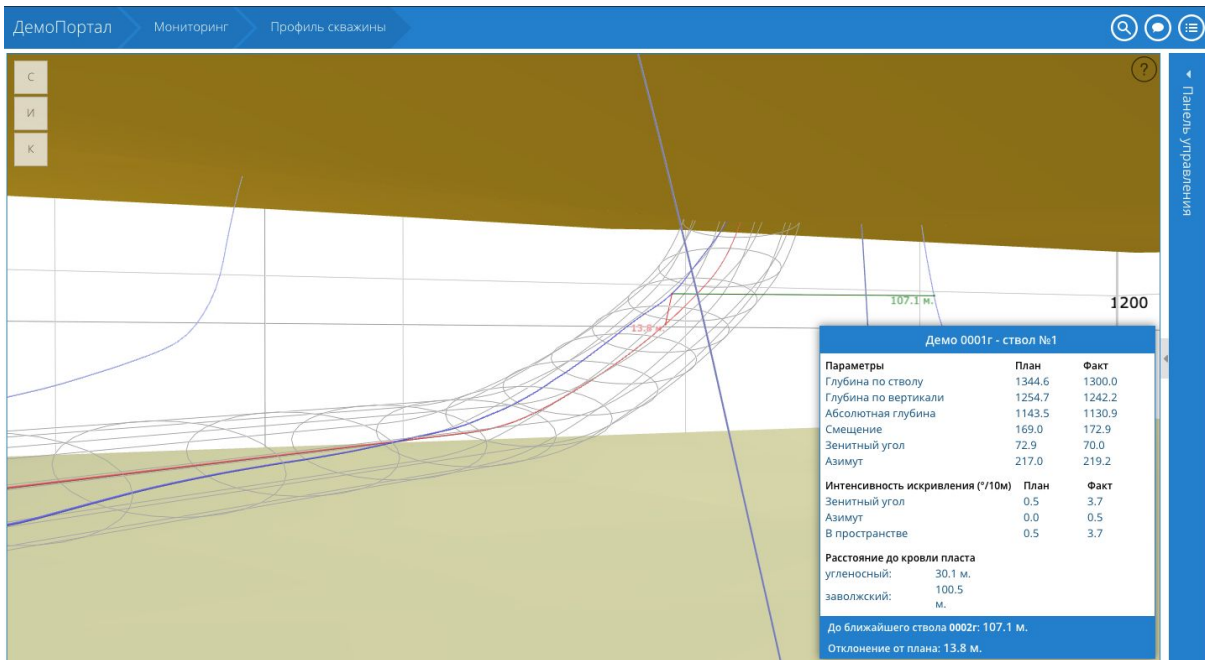 ДемоПортал Мониторинг Профиль скважины
С
?
И
К
Панель управления
107.1 м.
1200
13.8 м.
Демо 0001г - ствол №1
Параметры План Факт
Глубина по стволу 1344.6 1300.0
Глубина по вертикали 1254.7 1242.2
Абсолютная глубина 1143.5 1130.9
Смещение 169.0 172.9
Зенитный угол 72.9 70.0
Азимут 217.0 219.2
Интенсивность искривления (°/10м) План Факт
Зенитный угол 0.5 3.7
Азимут 0.0 0.5
В пространстве 0.5 3.7
Расстояние до кровли пласта
угленосный: 30.1 м.
заволжский: 100.5
м.
До ближайшего ствола 0002г: 107.1 м.
Отклонение от плана: 13.8 м.